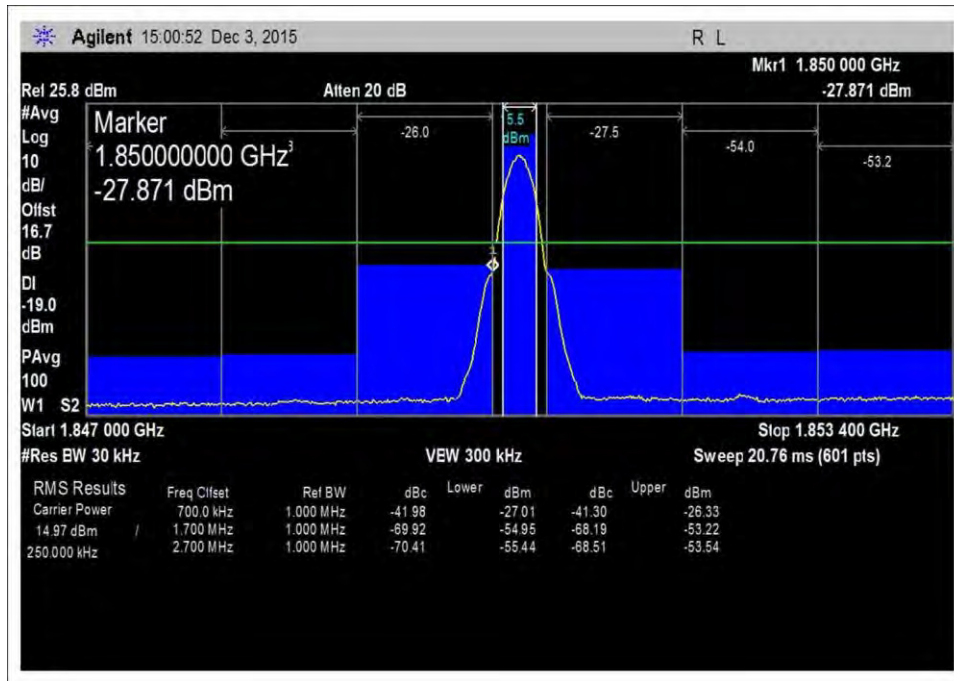 Agilent 15:00:52 Dec 3, 2015 R L
Mkr1 1.850 000 GHz
Ref 25.8 dBm Atten 20 dB -27.871 dBm
#Avg
Log
10
dB/
Offst
16.7
dB
DI
-19.0
dBm
PAvg
100
W1 S2
Marker
1.850000000 GHz
-27.871 dBm
3
-26.0
15.5
dBm
-27.5
-54.0
-53.2
1
Start 1.847 000 GHz Stop 1.853 400 GHz
#Res BW 30 kHz VBW 300 kHz Sweep 20.76 ms (601 pts)
RMS Results Freq Offset Ref BW dBc Lower dBm dBc Upper dBm
Carrier Power 700.0 kHz 1.000 MHz -41.98 -27.01 -41.30 -26.33
14.97 dBm / 1.700 MHz 1.000 MHz -69.92 -54.95 -68.19 -53.22
250.000 kHz 2.700 MHz 1.000 MHz -70.41 -55.44 -68.51 -53.54